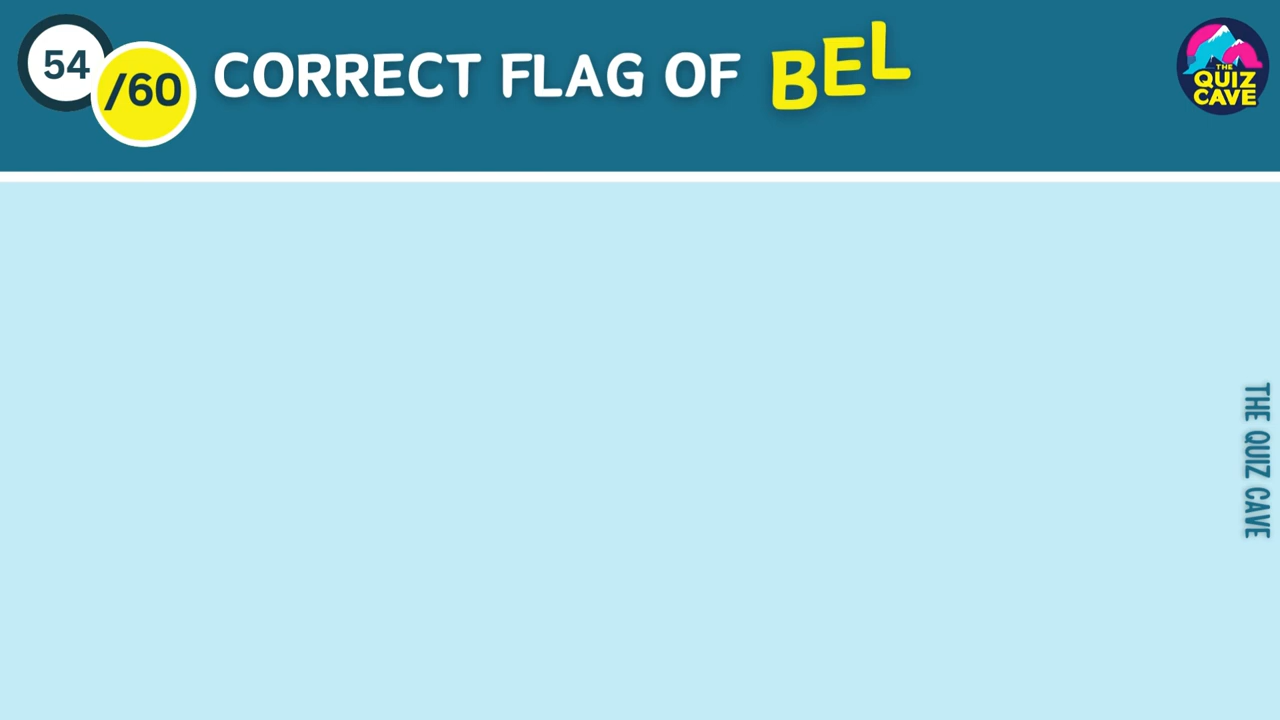 54
/60
CORRECT FLAG OF BEL
THE
QUIZ
CAVE
THE QUIZ CAVE